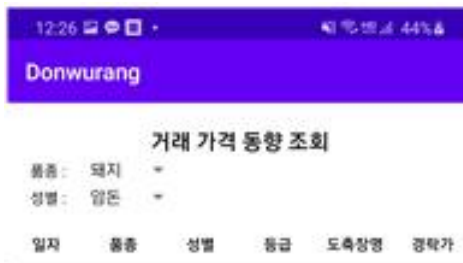 12:26 44%
Donwurang
거래 가격 동향 조회
품종 : 돼지
성별 : 암돈
일자 품종 성별 등급 도축장명 경락가